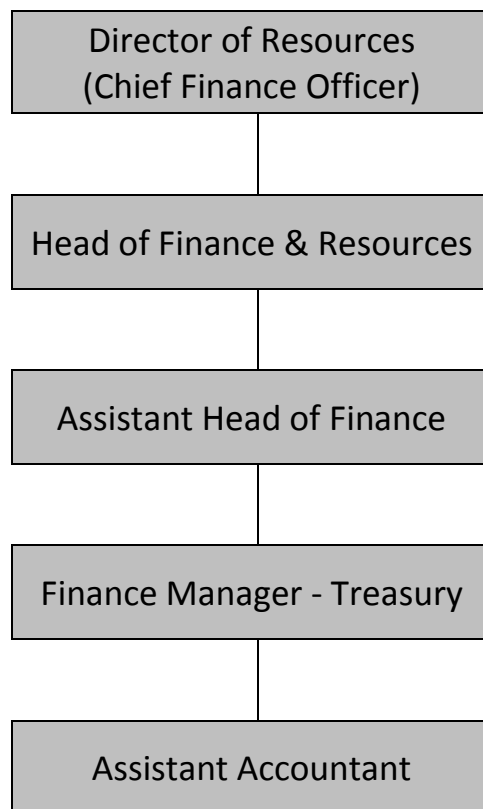 Director of Resources
(Chief Finance Officer)
Head of Finance & Resources
Assistant Head of Finance
Finance Manager - Treasury
Assistant Accountant